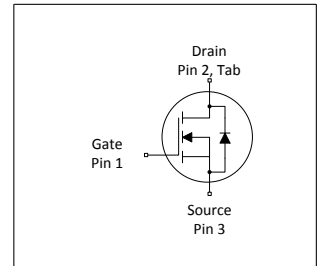 Drain
Pin 2, Tab
Gate
Pin 1
Source
Pin 3